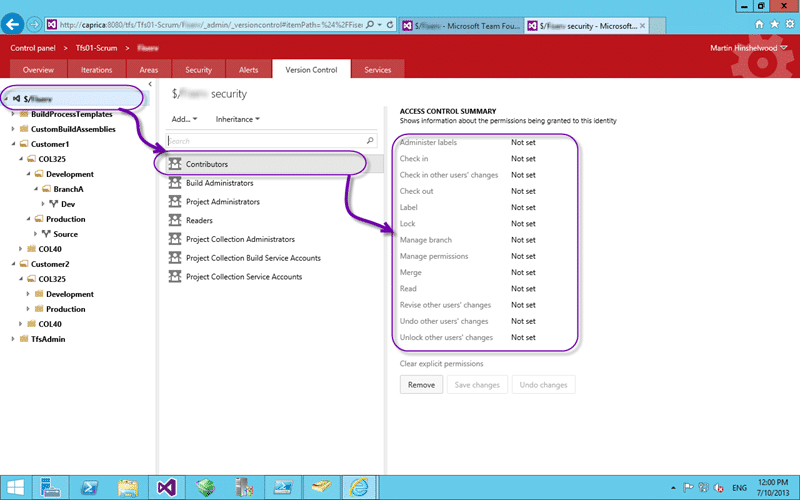 http://caprica:8080/tfs/Tfs01-Scrum/ /_admin/_versioncontrol#itemPath=%24%2FFiser
$/ - Microsoft Team Fou...
$/ security - Microsoft...
Control panel > Tfs01-Scrum >
Martin Hinshelwood
Overview Iterations Areas Security Alerts Version Control Services
$/
BuildProcessTemplates
CustomBuildAssemblies
Customer1
COL325
Development
BranchA
Dev
Production
Source
COL40
Customer2
COL325
Development
Production
COL40
TfsAdmin
$/ security
Add... Inheritance
Search
Contributors
Build Administrators
Project Administrators
Readers
Project Collection Administrators
Project Collection Build Service Accounts
Project Collection Service Accounts
ACCESS CONTROL SUMMARY
Shows information about the permissions being granted to this identity
Administer labels Not set
Check in Not set
Check in other users' changes Not set
Check out Not set
Label Not set
Lock Not set
Manage branch Not set
Manage permissions Not set
Merge Not set
Read Not set
Revise other users' changes Not set
Undo other users' changes Not set
Unlock other users' changes Not set
Clear explicit permissions
Remove Save changes Undo changes
ENG
12:00 PM
7/10/2013